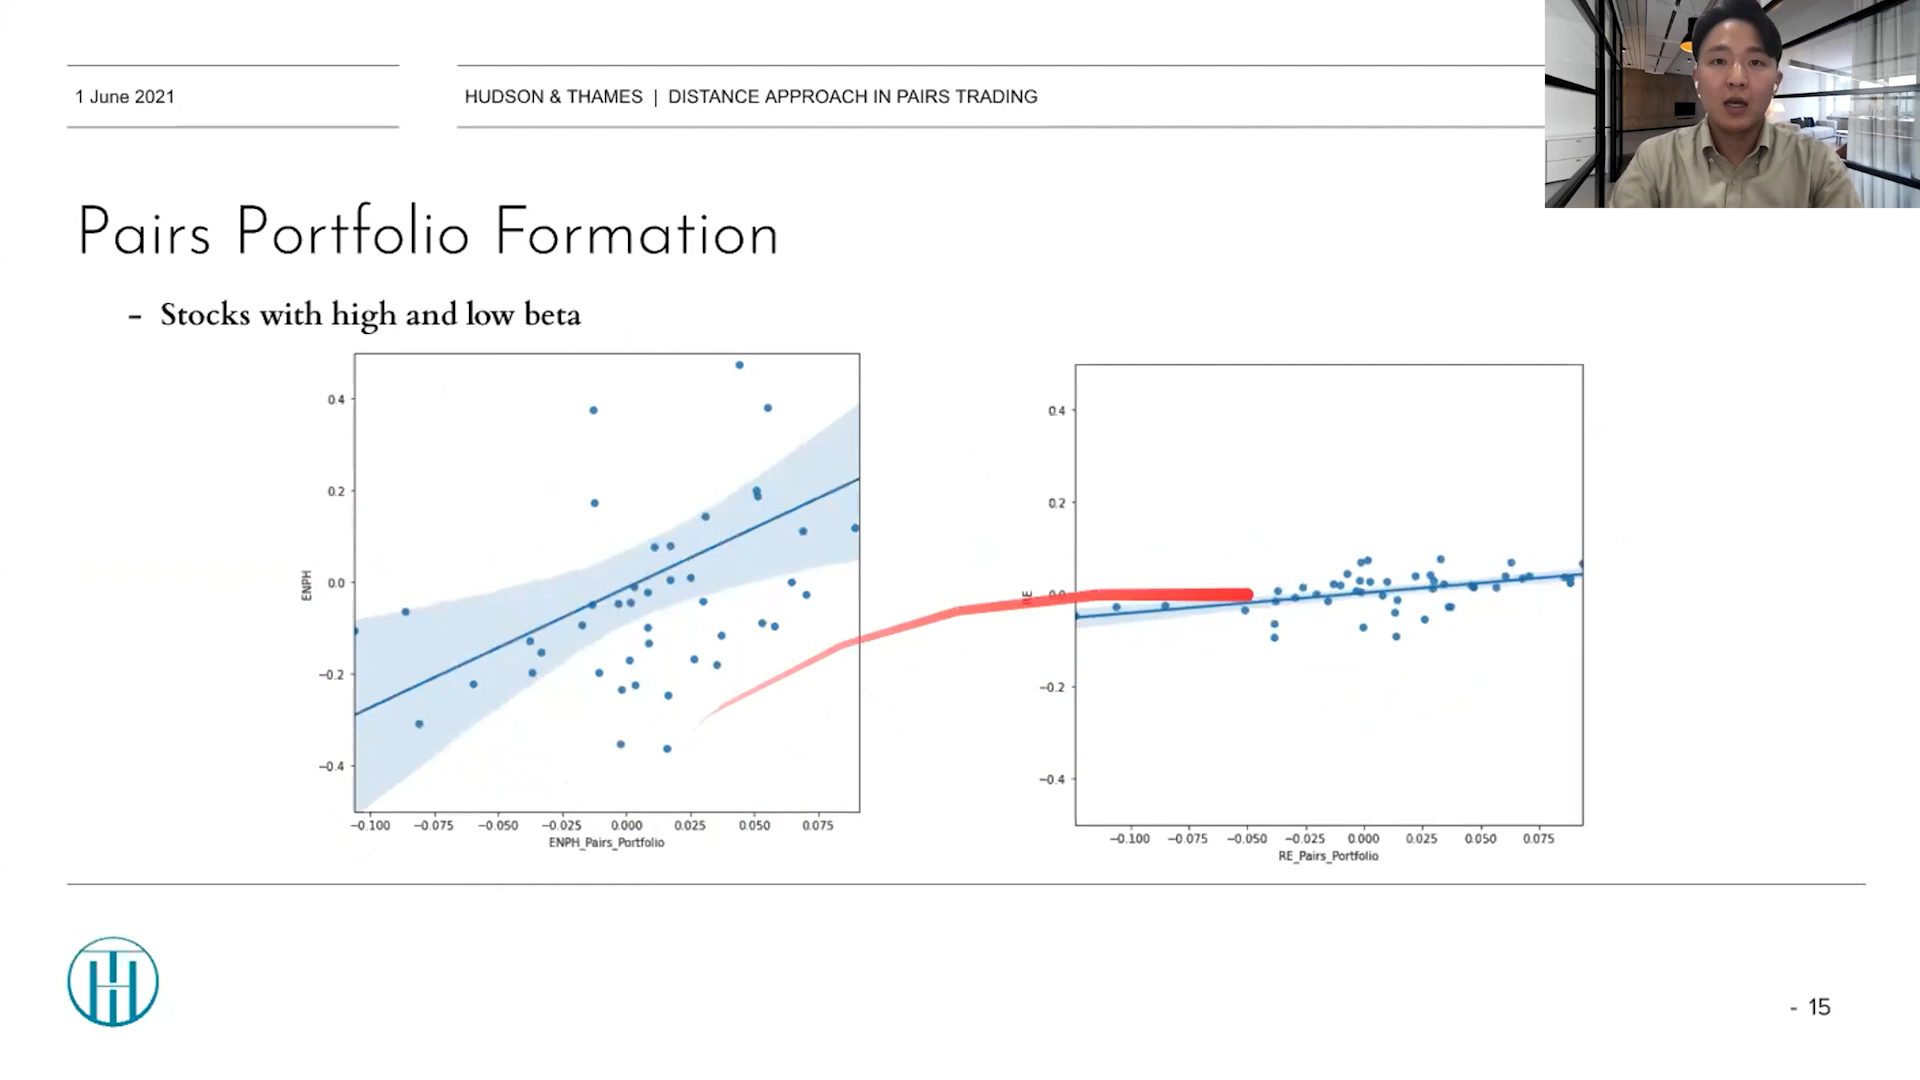 1 June 2021
HUDSON & THAMES | DISTANCE APPROACH IN PAIRS TRADING
Pairs Portfolio Formation
- Stocks with high and low beta
0.4
0.2
0.0
−0.2
−0.4
ENPH
−0.100 −0.075 −0.050 −0.025 0.000 0.025 0.050 0.075
ENPH_Pairs_Portfolio
0.4
0.2
0.0
−0.2
−0.4
RE
−0.100 −0.075 −0.050 −0.025 0.000 0.025 0.050 0.075
RE_Pairs_Portfolio
- 15